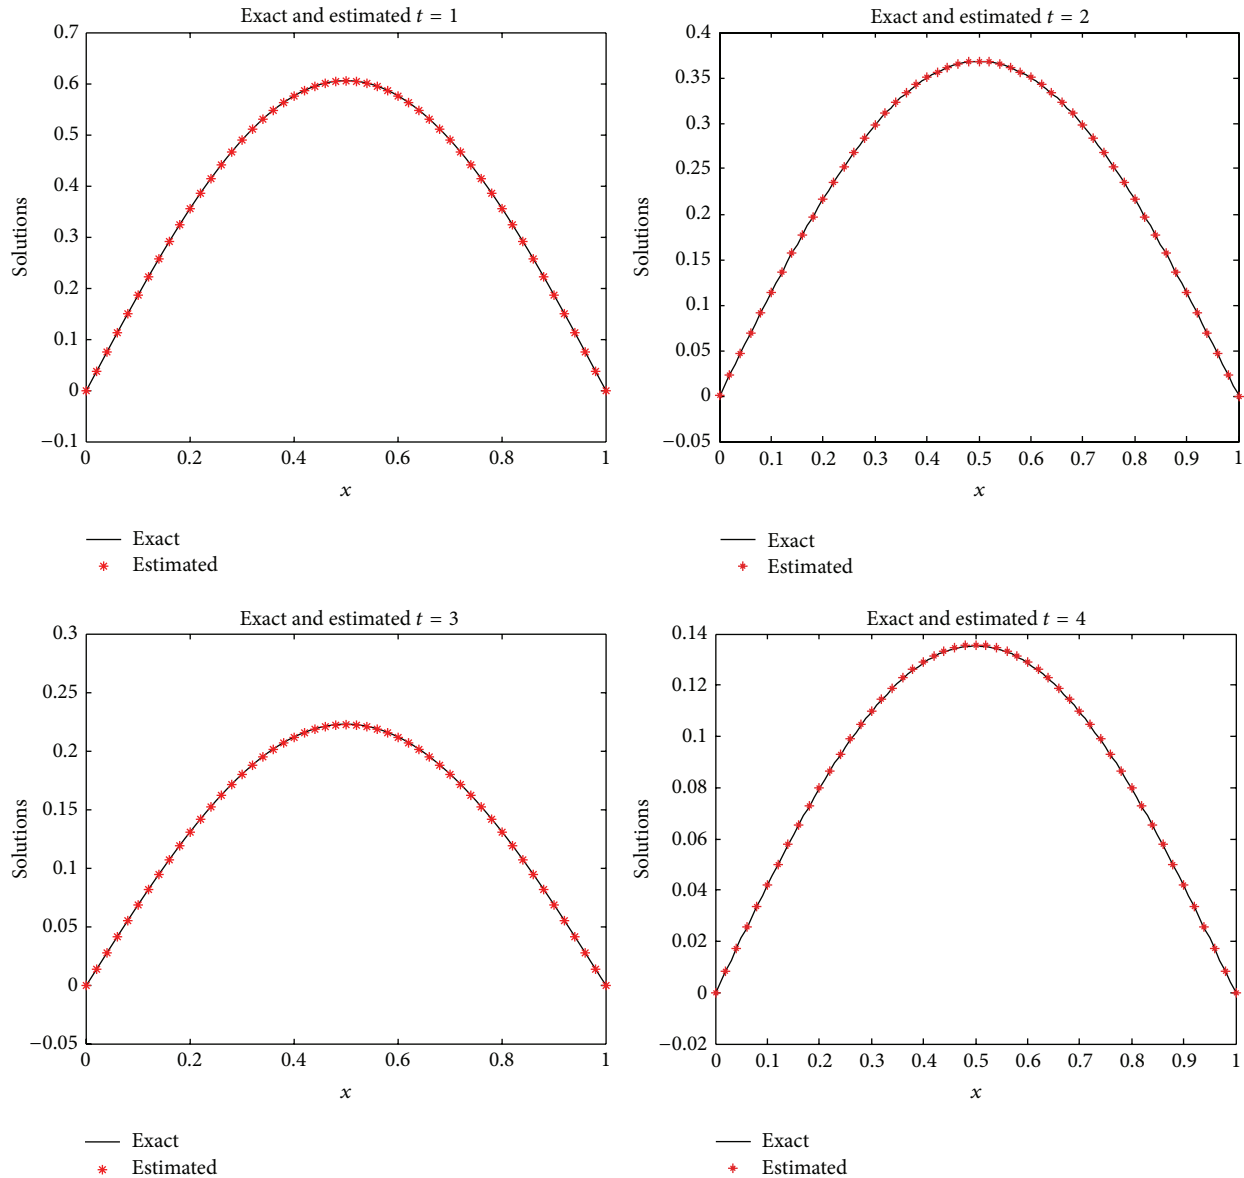 Exact and estimated t = 1
0.7
0.6
0.5
0.4
0.3
0.2
0.1
0
−0.1
Solutions
0 0.2 0.4 0.6 0.8 1
x
Exact
Estimated
Exact and estimated t = 2
0.4
0.35
0.3
0.25
0.2
0.15
0.1
0.05
0
−0.05
Solutions
0 0.1 0.2 0.3 0.4 0.5 0.6 0.7 0.8 0.9 1
x
Exact
Estimated
Exact and estimated t = 3
0.3
0.25
0.2
0.15
0.1
0.05
0
−0.05
Solutions
0 0.2 0.4 0.6 0.8 1
x
Exact
Estimated
Exact and estimated t = 4
0.14
0.12
0.1
0.08
0.06
0.04
0.02
0
−0.02
Solutions
0 0.1 0.2 0.3 0.4 0.5 0.6 0.7 0.8 0.9 1
x
Exact
Estimated